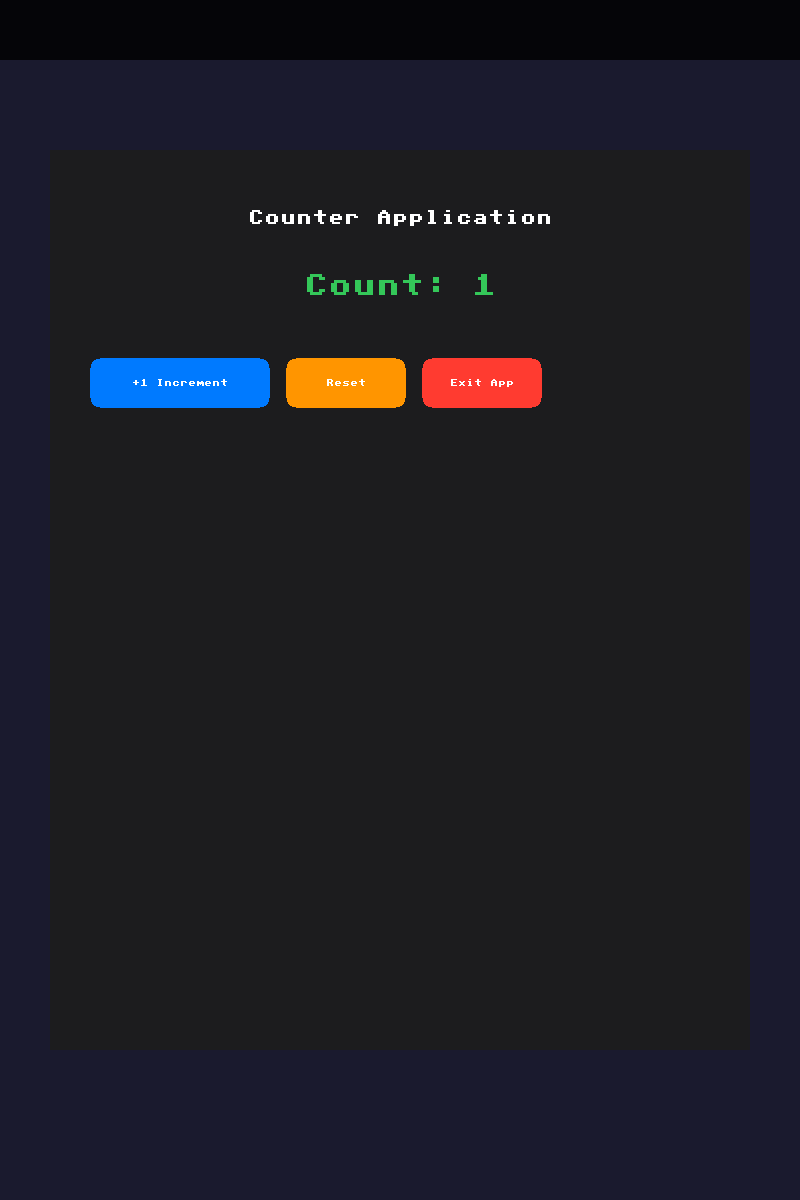 Counter Application
Count: 1
+1 Increment
Reset
Exit App